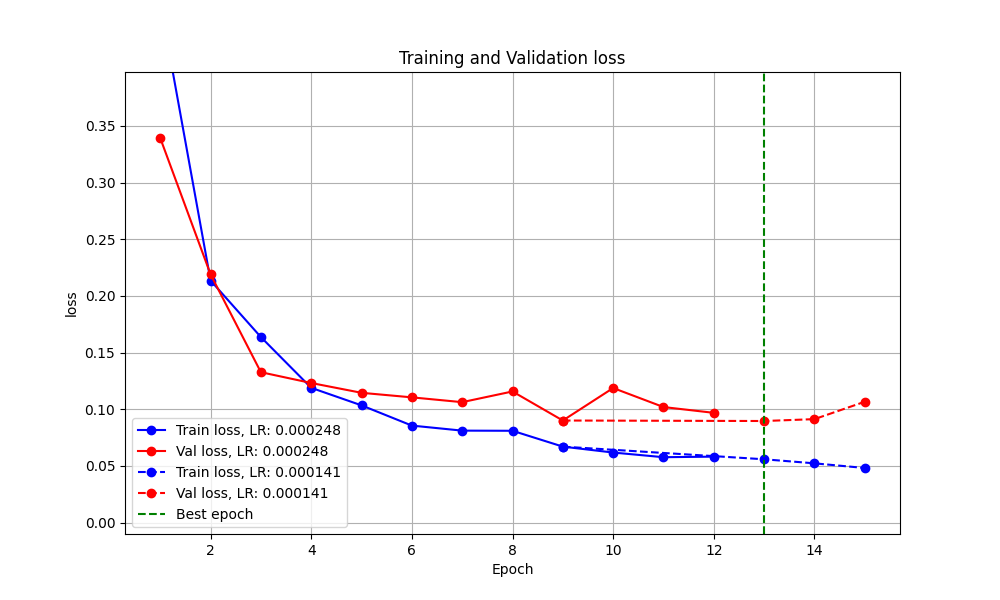 Training and Validation loss
loss
0.35
0.30
0.25
0.20
0.15
0.10
0.05
0.00
Train loss, LR: 0.000248
Val loss, LR: 0.000248
Train loss, LR: 0.000141
Val loss, LR: 0.000141
Best epoch
2 4 6 8 10 12 14
Epoch